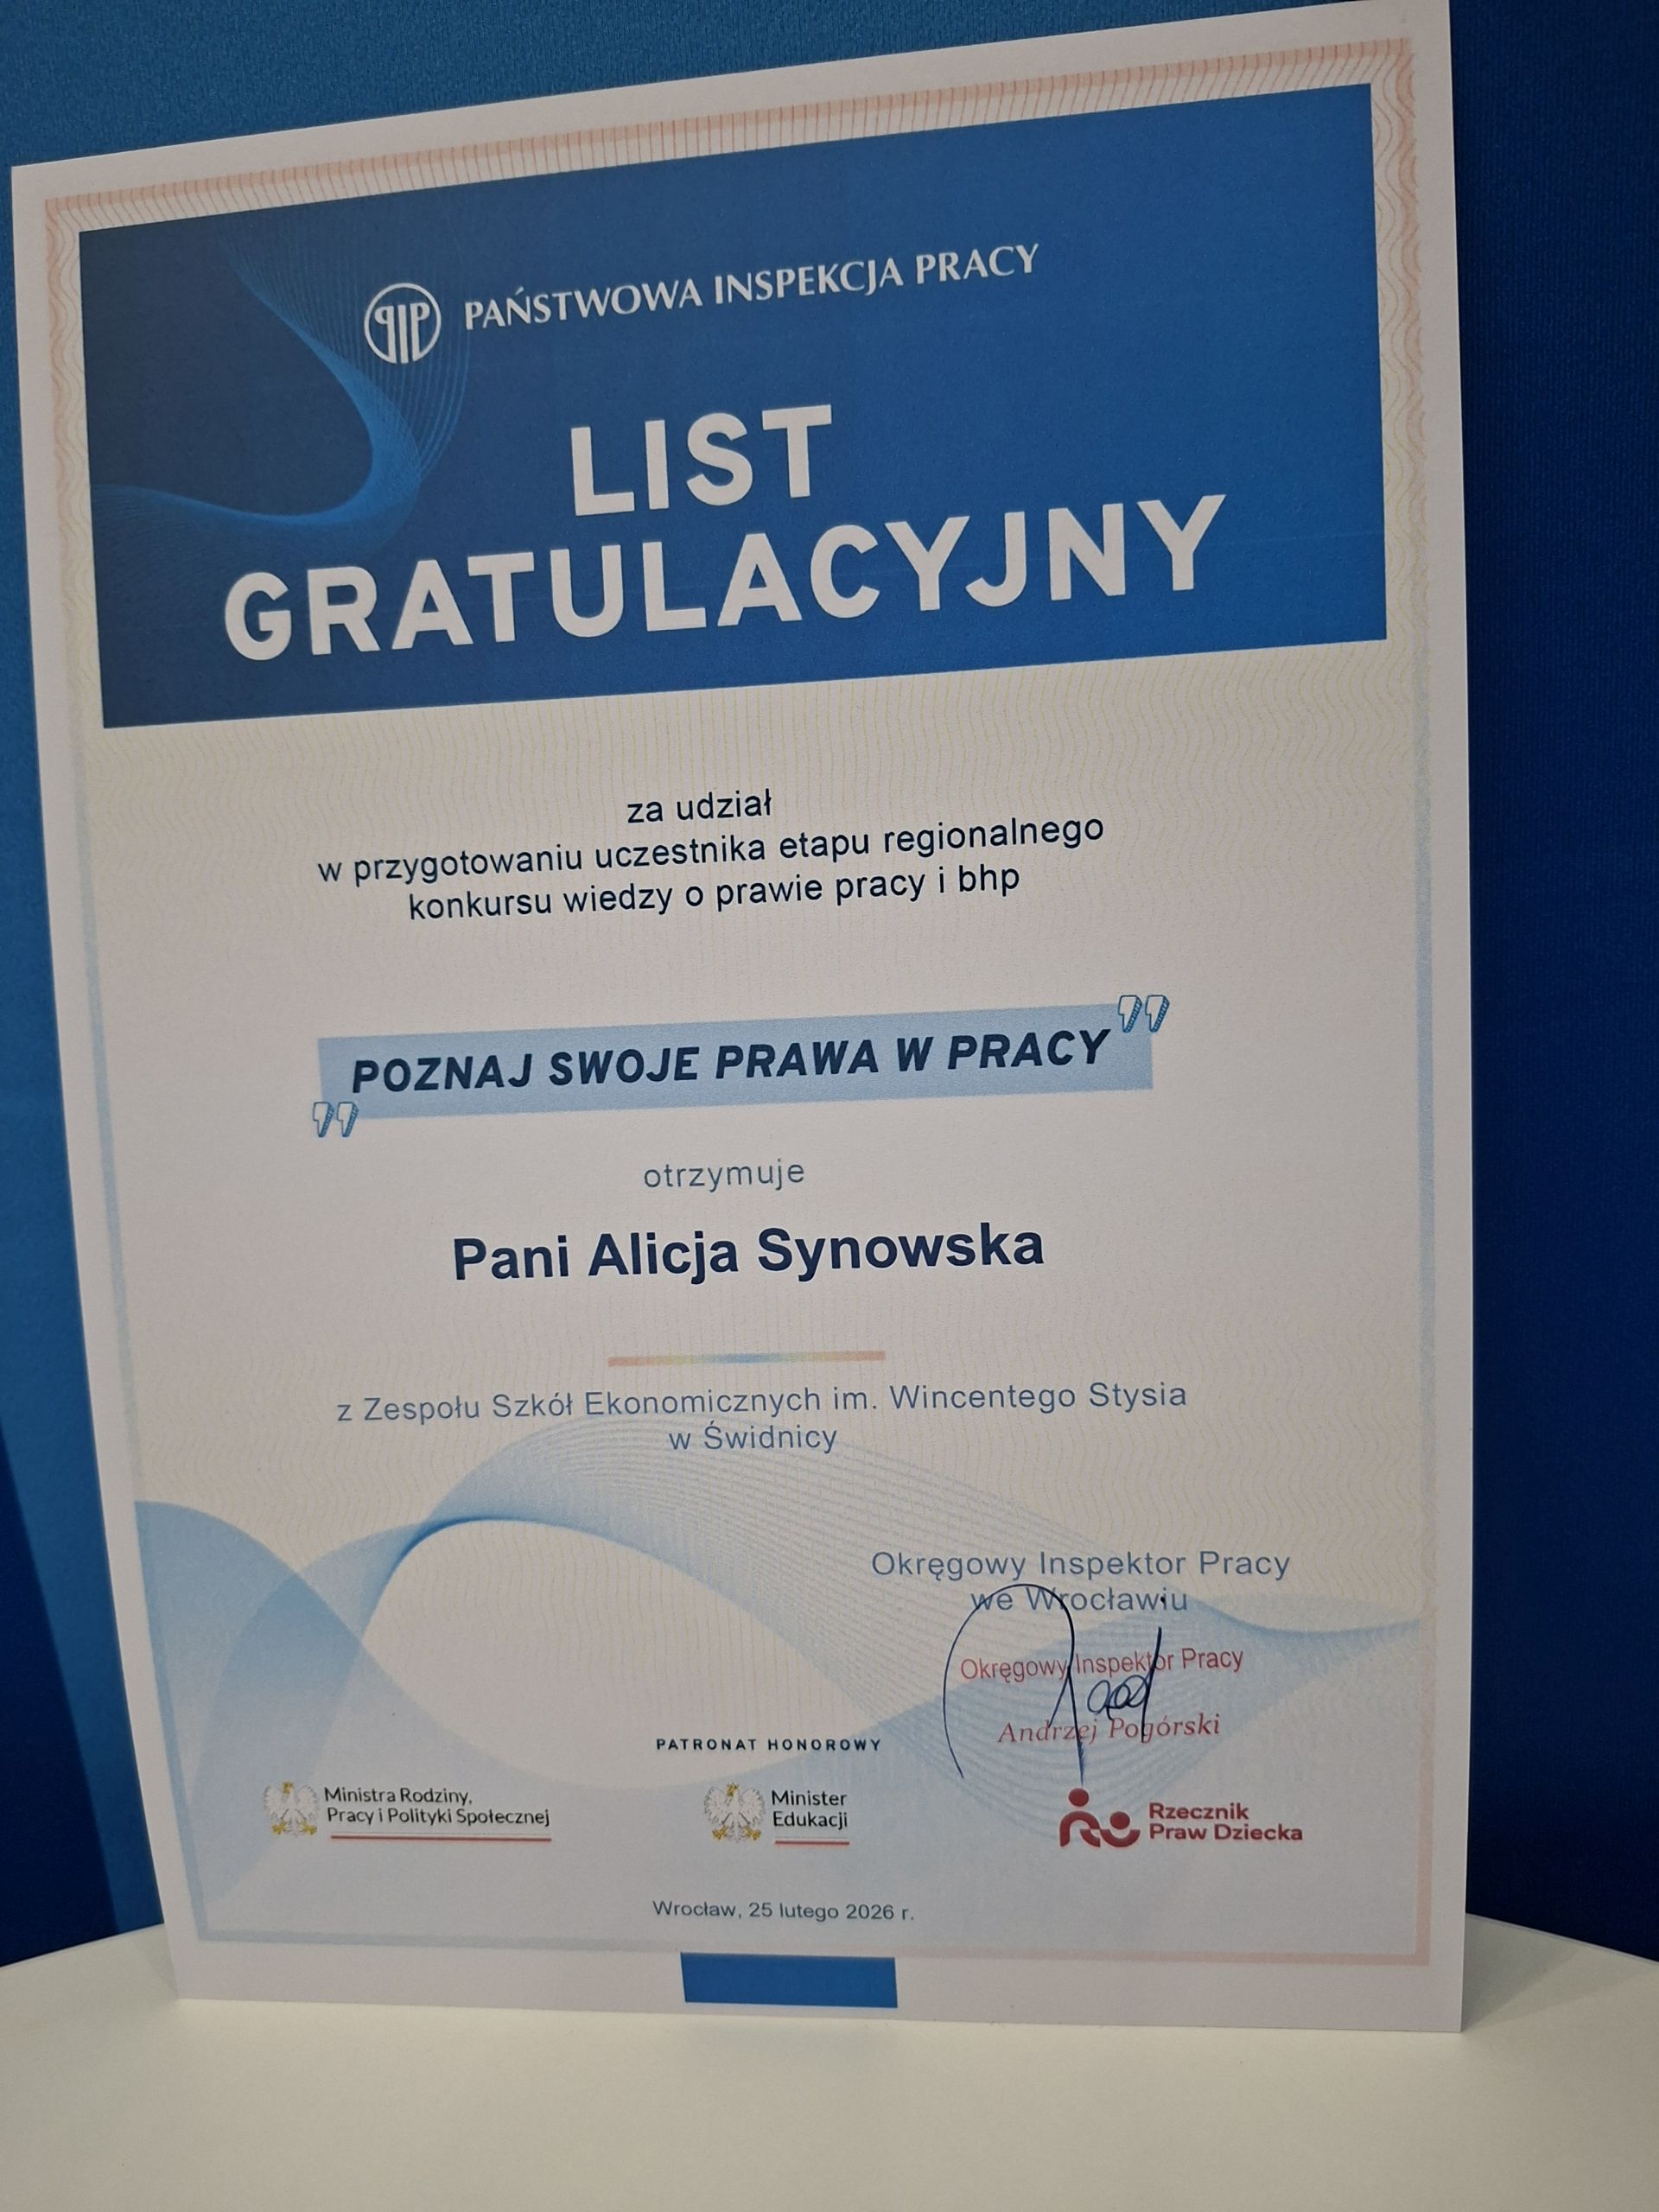 PIP PAŃSTWOWA INSPEKCJA PRACY
LIST
GRATULACYJNY
za udział
w przygotowaniu uczestnika etapu regionalnego
konkursu wiedzy o prawie pracy i bhp
POZNAJ SWOJE PRAWA W PRACY
otrzymuje
Pani Alicja Synowska
z Zespołu Szkół Ekonomicznych im. Wincentego Stysia
w Świdnicy
Okręgowy Inspektor Pracy
we Wrocławiu
Okręgowy Inspektor Pracy
Andrzej Pogórski
PATRONAT HONOROWY
Ministra Rodziny,
Pracy i Polityki Społecznej
Minister
Edukacji
Rzecznik
Praw Dziecka
Wrocław, 25 lutego 2026 r.